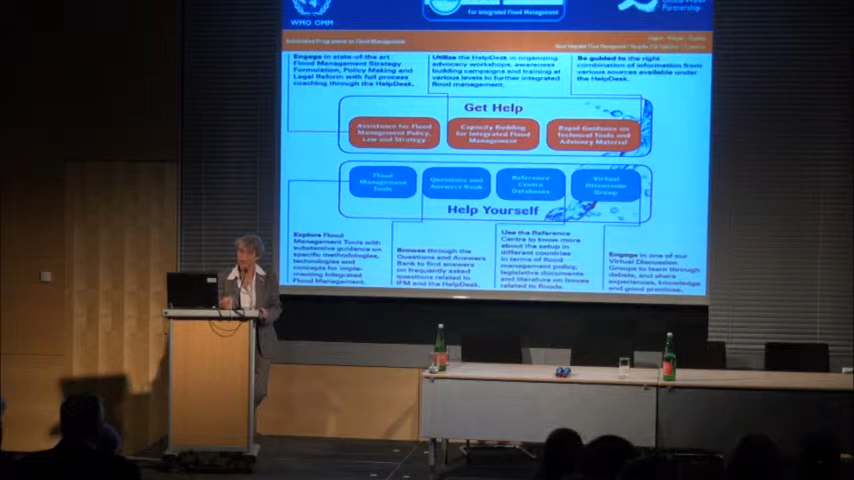 WMO OMM
For Integrated Flood Management
Partnership
Associated Programme on Flood Management
Engage in state-of-the art
Flood Management Strategy
Formulation, Policy Making and
Legal Reform with full process
coaching through the HelpDesk.
Utilize the HelpDesk in organizing
advocacy workshops, awareness
building campaigns and training at
various levels to further integrated
flood management.
Be guided to the right
combination of information from
various sources available under
the HelpDesk.
Get Help
Assistance for Flood
Management Policy,
Law and Strategy
Capacity Building
for Integrated Flood
Management
Rapid Guidance on
Technical Tools and
Advisory Material
Flood
Management
Tools
Questions and
Answers Bank
Reference
Centre
Databases
Virtual
Discussion
Group
Help Yourself
Explore Flood
Management Tools with
substantive guidance on
specific methodologies,
technologies and
concepts for imple-
menting Integrated
Flood Management.
Browse through the
Questions and Answers
Bank to find answers
on frequently asked
questions related to
IFM and the HelpDesk.
Use the Reference
Centre to know more
about the setup in
different countries
in terms of flood
management policy,
legislative documents
and literature on issues
related to floods.
Engage in one of our
Virtual Discussion
Groups to learn through
debate, and share
experiences, knowledge
and good practices.